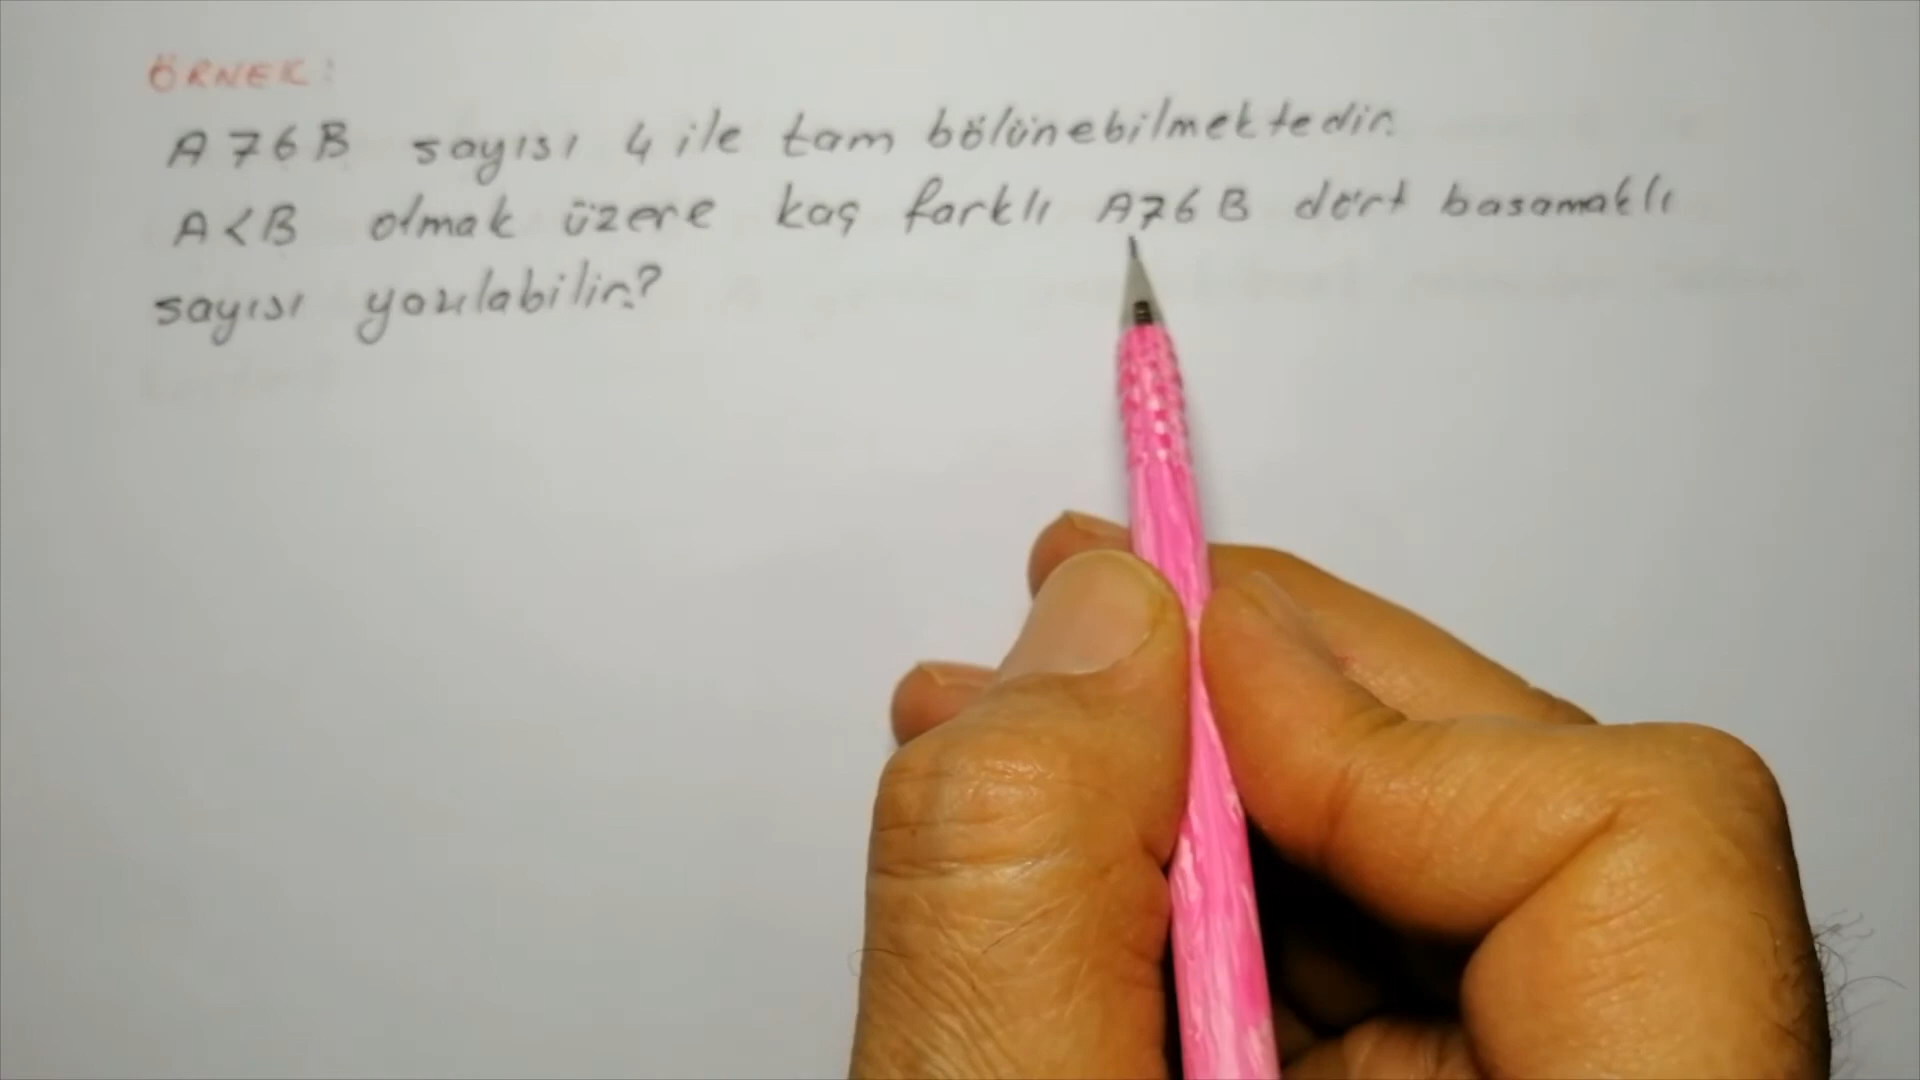 ÖRNEK:
A76B sayısı 4 ile tam bölünebilmektedir.
A<B olmak üzere kaç farklı A76B dört basamaklı
sayısı yazılabilir?